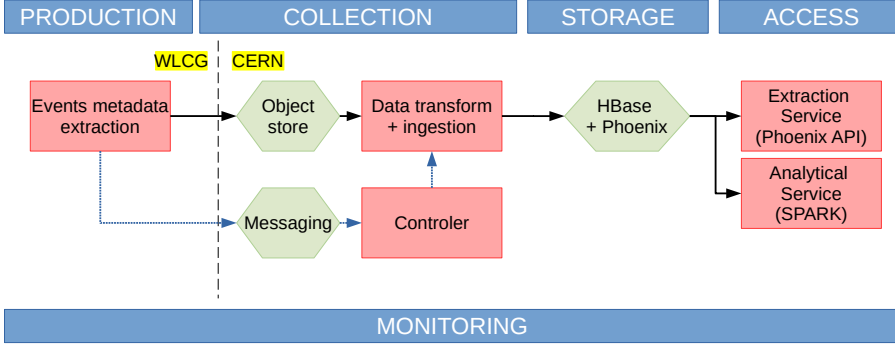 PRODUCTION
COLLECTION
STORAGE
ACCESS
WLCG
CERN
Events metadata
extraction
Object
store
Data transform
+ ingestion
HBase
+ Phoenix
Extraction
Service
(Phoenix API)
Analytical
Service
(SPARK)
Messaging
Controler
MONITORING